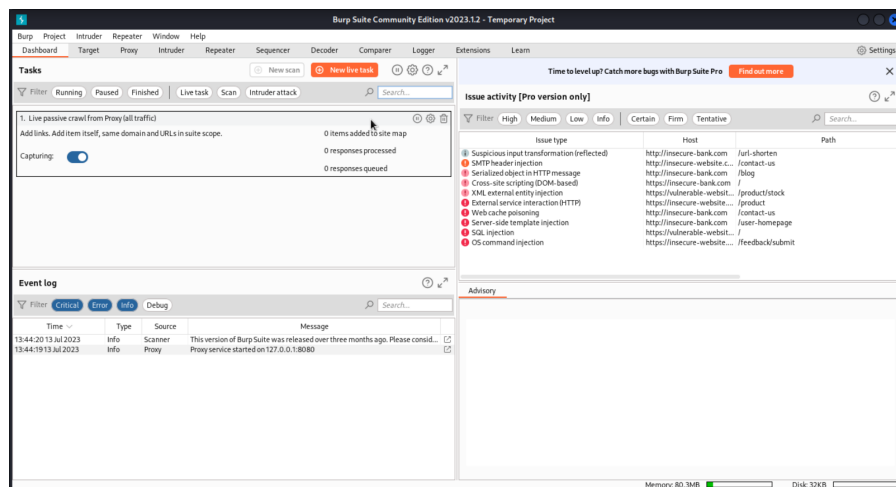 Burp Suite Community Edition v2023.1.2 - Temporary Project
Burp Project Intruder Repeater Window Help
Dashboard Target Proxy Intruder Repeater Sequencer Decoder Comparer Logger Extensions Learn Settings
Tasks New scan New live task
Filter Running Paused Finished Live task Scan Intruder attack Search...
1. Live passive crawl from Proxy (all traffic)
Add links. Add item itself, same domain and URLs in suite scope. 0 items added to site map
Capturing: 0 responses processed
0 responses queued
Event log
Filter Critical Error Info Debug Search...
Time Type Source Message
13:44:20 13 Jul 2023 Info Scanner This version of Burp Suite was released over three months ago. Please consid...
13:44:19 13 Jul 2023 Info Proxy Proxy service started on 127.0.0.1:8080
Time to level up? Catch more bugs with Burp Suite Pro Find out more
Issue activity [Pro version only]
Filter High Medium Low Info Certain Firm Tentative Search...
Issue type Host Path
Suspicious input transformation (reflected) http://insecure-bank.com /url-shorten
SMTP header injection http://insecure-website.c... /contact-us
Serialized object in HTTP message http://insecure-bank.com /blog
Cross-site scripting (DOM-based) https://insecure-bank.com /
XML external entity injection https://vulnerable-websit... /product/stock
External service interaction (HTTP) https://insecure-website.... /product
Web cache poisoning http://insecure-bank.com /contact-us
Server-side template injection http://insecure-bank.com /user-homepage
SQL injection https://vulnerable-websit... /
OS command injection https://insecure-website.... /feedback/submit
Advisory
Memory: 80.3MB Disk: 32KB